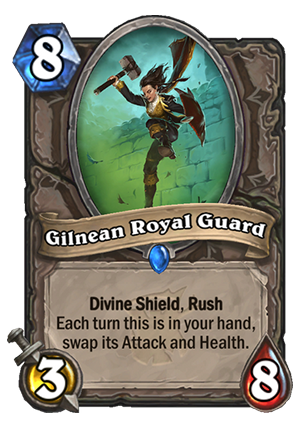 8
Gilnean Royal Guard
Divine Shield, Rush
Each turn this is in your hand,
swap its Attack and Health.
3
8